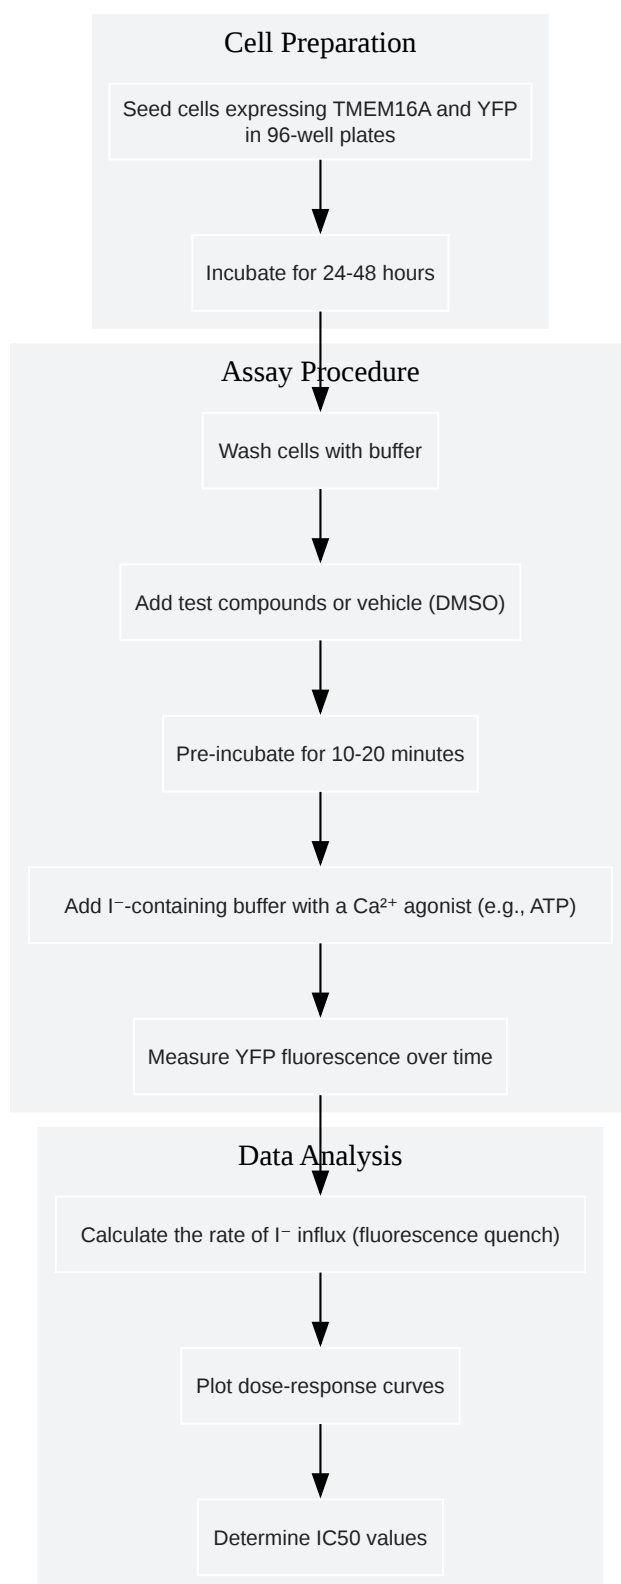 Cell Preparation
Seed cells expressing TMEM16A and YFP
in 96-well plates
Incubate for 24-48 hours
Assay Procedure
Wash cells with buffer
Add test compounds or vehicle (DMSO)
Pre-incubate for 10-20 minutes
Add I⁻-containing buffer with a Ca²⁺ agonist (e.g., ATP)
Measure YFP fluorescence over time
Data Analysis
Calculate the rate of I⁻ influx (fluorescence quench)
Plot dose-response curves
Determine IC50 values